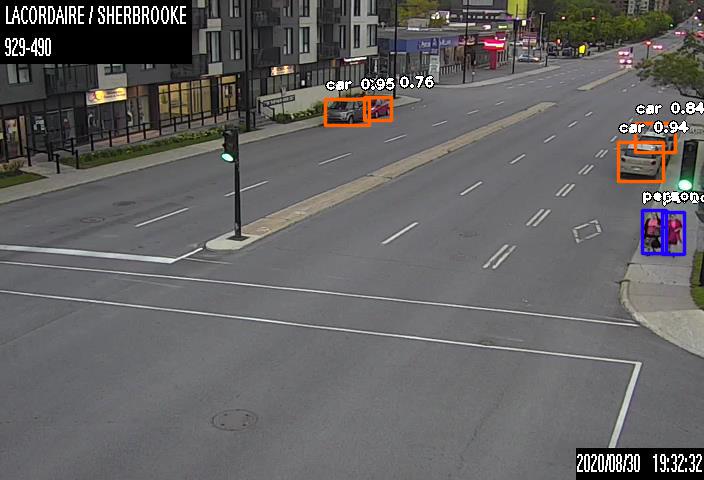 LACORDAIRE / SHERBROOKE
929-490
car 0.95 0.76
car 0.84
car 0.94
person
2020/08/30 19:32:32